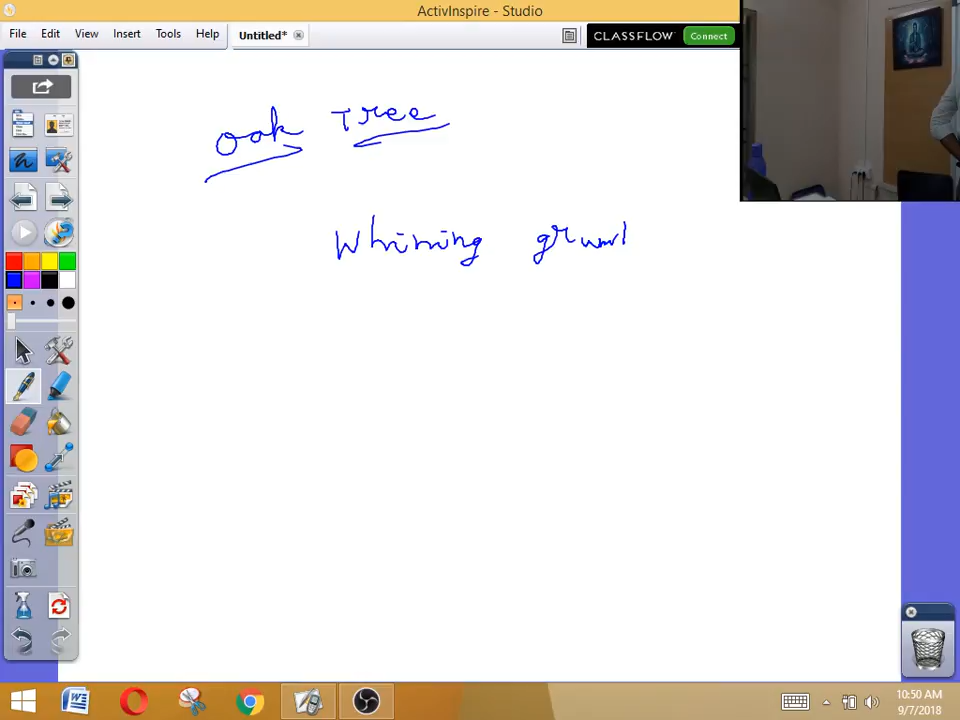 ActivInspire - Studio
File Edit View Insert Tools Help Untitled* CLASSFLOW Connect
Oak Tree
Whining
10:50 AM
9/7/2018